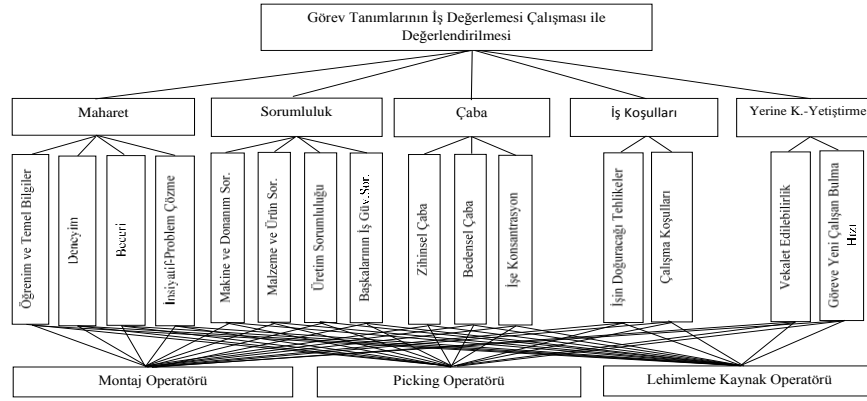 Görev Tanımlarının İş Değerlemesi Çalışması ile
Değerlendirilmesi
Maharet
Sorumluluk
Çaba
İş Koşulları
Yerine K.-Yetiştirme
Öğrenim ve Temel Bilgiler
Deneyim
Beceri
İnsiyatif-Problem Çözme
Makine ve Donanım Sor.
Malzeme ve Ürün Sor.
Üretim Sorumluluğu
Başkalarının İş Güv.Sor.
Zihinsel Çaba
Bedensel Çaba
İşe Konsantrasyon
İşin Doğuracağı Tehlikeler
Çalışma Koşulları
Vekalet Edilebilirlik
Göreve Yeni Çalışan Bulma
Hızı
Montaj Operatörü
Picking Operatörü
Lehimleme Kaynak Operatörü